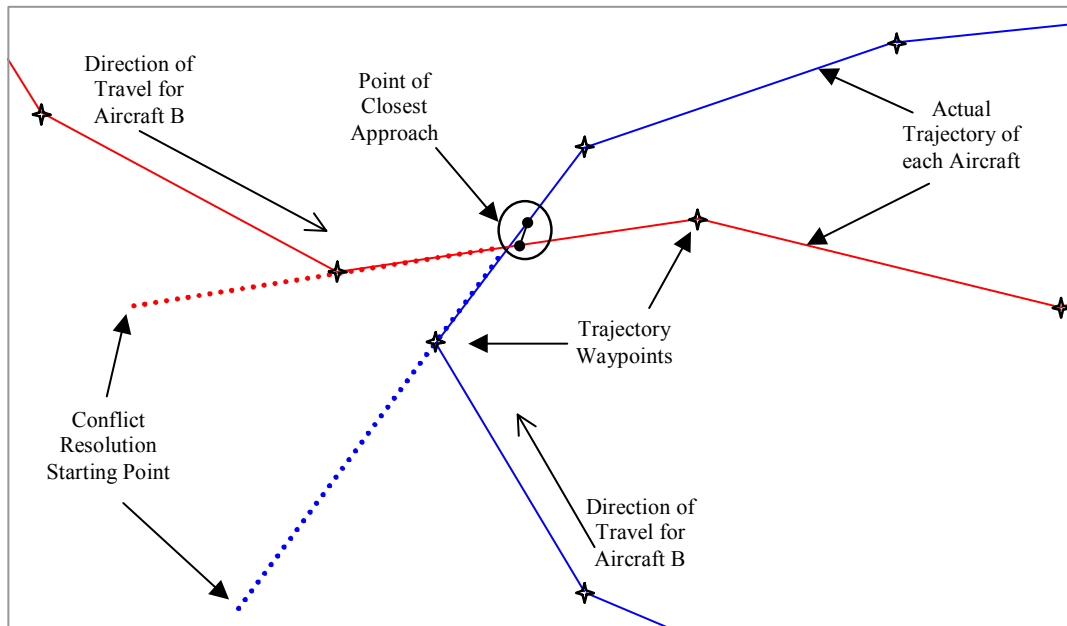 Direction of
Travel for
Aircraft B
Point of
Closest
Approach
Actual
Trajectory of
each Aircraft
Trajectory
Waypoints
Conflict
Resolution
Starting Point
Direction of
Travel for
Aircraft B